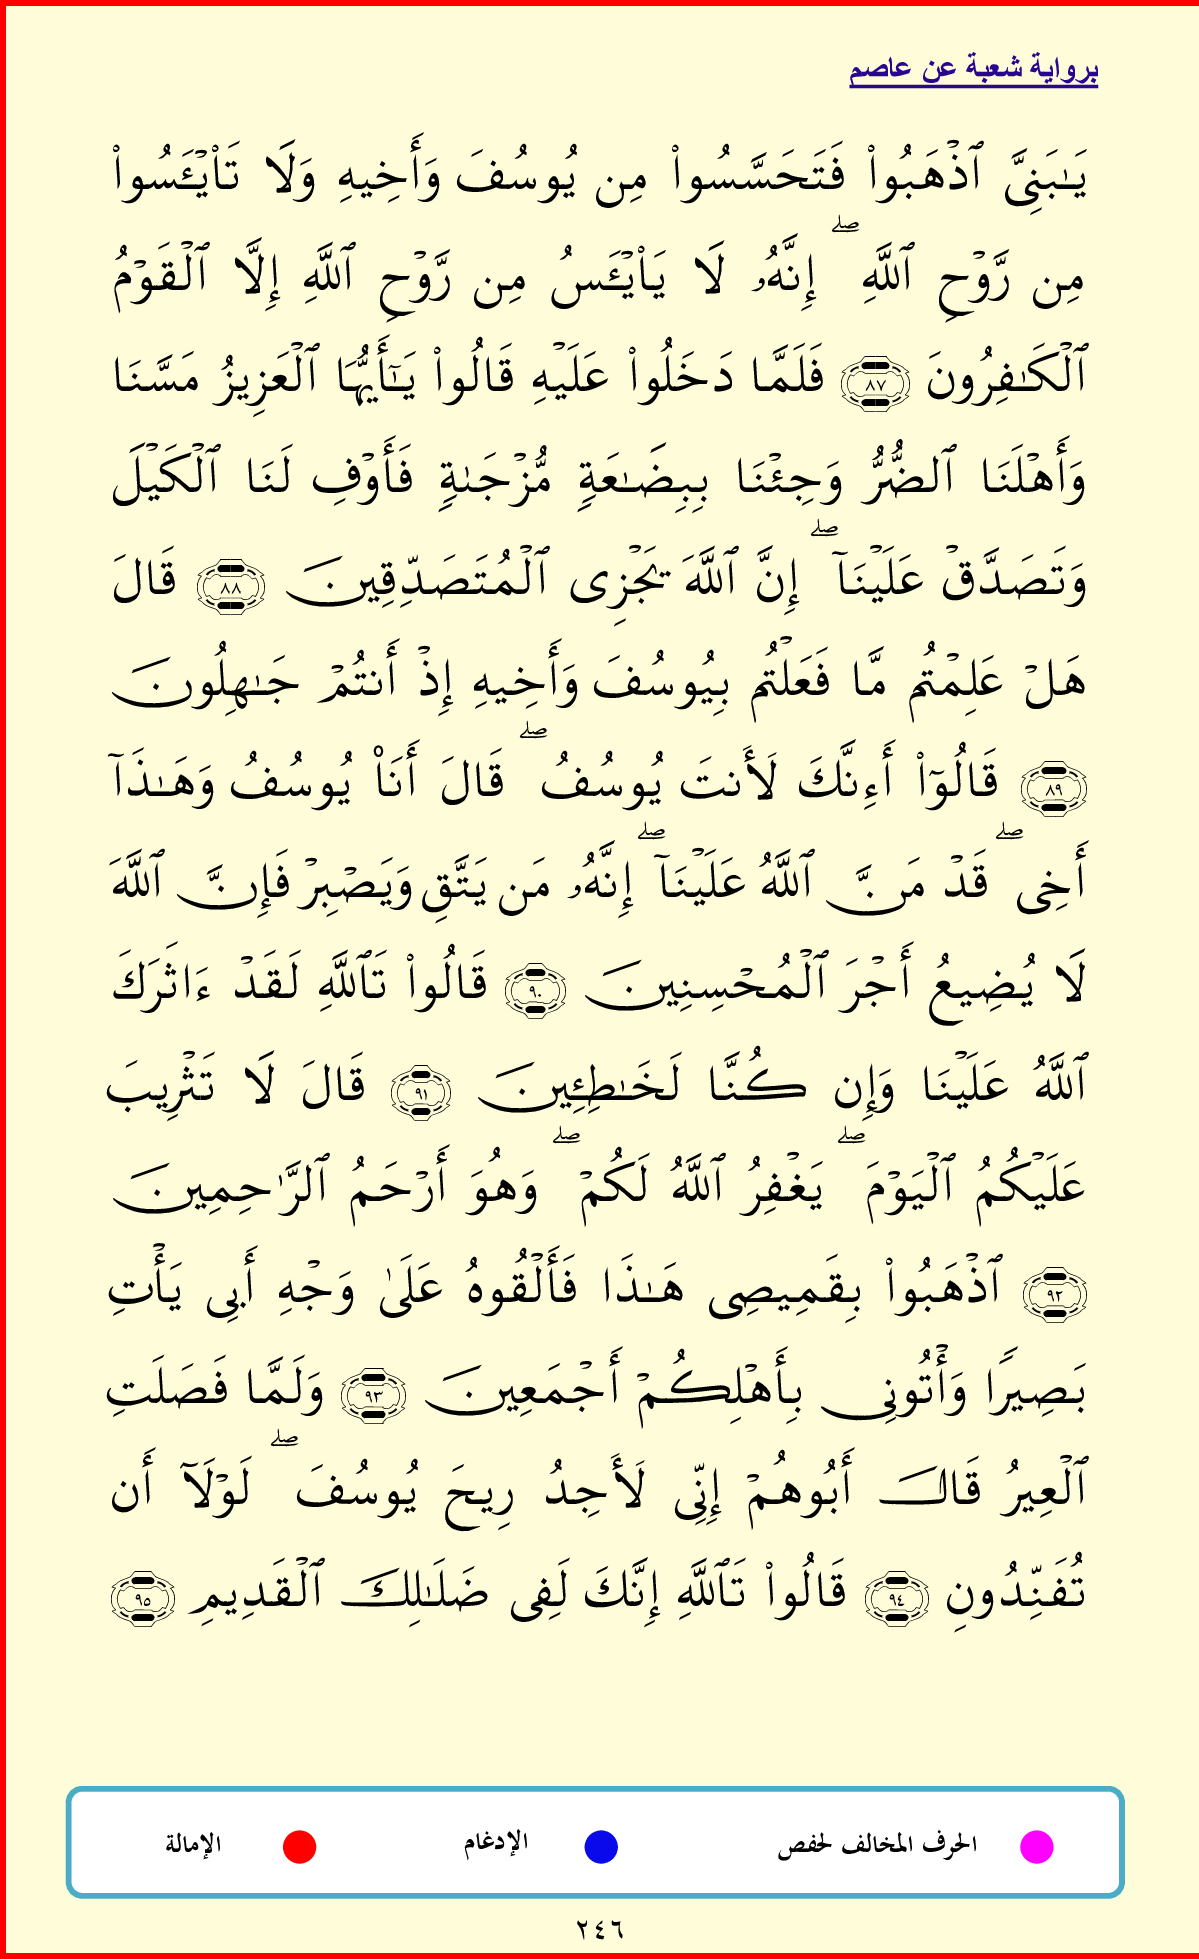 برواية شعبة عن عاصم
يَـٰبَنِىَّ ٱذۡهَبُوا۟ فَتَحَسَّسُوا۟ مِن يُوسُفَ وَأَخِيهِ وَلَا تَا۟يۡـَٔسُوا۟
مِن رَّوۡحِ ٱللَّهِ ۖ إِنَّهُۥ لَا يَا۟يۡـَٔسُ مِن رَّوۡحِ ٱللَّهِ إِلَّا ٱلۡقَوۡمُ
ٱلۡكَـٰفِرُونَ ٨٧ فَلَمَّا دَخَلُوا۟ عَلَيۡهِ قَالُوا۟ يَـٰٓأَيُّهَا ٱلۡعَزِيزُ مَسَّنَا
وَأَهۡلَنَا ٱلضُّرُّ وَجِئۡنَا بِبِضَـٰعَةٍ مُّزۡجَىٰةٍ فَأَوۡفِ لَنَا ٱلۡكَيۡلَ
وَتَصَدَّقۡ عَلَيۡنَآ ۖ إِنَّ ٱللَّهَ يَجۡزِى ٱلۡمُتَصَدِّقِينَ ٨٨ قَالَ
هَلۡ عَلِمۡتُم مَّا فَعَلۡتُم بِيُوسُفَ وَأَخِيهِ إِذۡ أَنتُمۡ جَـٰهِلُونَ
٨٩ قَالُوٓا۟ أَءِنَّكَ لَأَنتَ يُوسُفُ ۖ قَالَ أَنَا۠ يُوسُفُ وَهَـٰذَآ
أَخِى ۖ قَدۡ مَنَّ ٱللَّهُ عَلَيۡنَآ ۖ إِنَّهُۥ مَن يَتَّقِ وَيَصۡبِرۡ فَإِنَّ ٱللَّهَ
لَا يُضِيعُ أَجۡرَ ٱلۡمُحۡسِنِينَ ٩٠ قَالُوا۟ تَٱللَّهِ لَقَدۡ ءَاثَرَكَ
ٱللَّهُ عَلَيۡنَا وَإِن كُنَّا لَخَـٰطِـِٔينَ ٩١ قَالَ لَا تَثۡرِيبَ
عَلَيۡكُمُ ٱلۡيَوۡمَ ۖ يَغۡفِرُ ٱللَّهُ لَكُمۡ ۖ وَهُوَ أَرۡحَمُ ٱلرَّٰحِمِينَ
٩٢ ٱذۡهَبُوا۟ بِقَمِيصِى هَـٰذَا فَأَلۡقُوهُ عَلَىٰ وَجۡهِ أَبِى يَأۡتِ
بَصِيرًا وَأۡتُونِى بِأَهۡلِكُمۡ أَجۡمَعِينَ ٩٣ وَلَمَّا فَصَلَتِ
ٱلۡعِيرُ قَالَ أَبُوهُمۡ إِنِّى لَأَجِدُ رِيحَ يُوسُفَ ۖ لَوۡلَآ أَن
تُفَنِّدُونِ ٩٤ قَالُوا۟ تَٱللَّهِ إِنَّكَ لَفِى ضَلَـٰلِكَ ٱلۡقَدِيمِ ٩٥
الحرف المخالف لحفص الإدغام الإمالة
٢٤٦